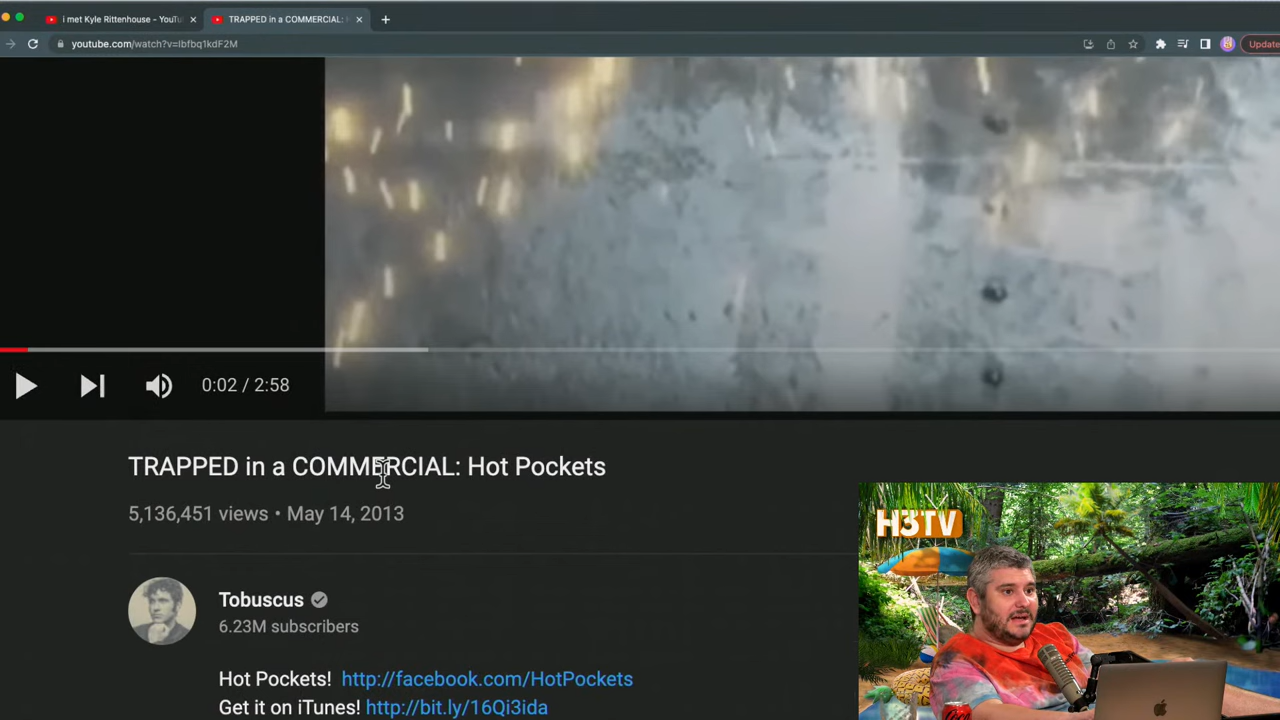 i met Kyle Rittenhouse - YouTu
TRAPPED in a COMMERCIAL: H
youtube.com/watch?v=lbfbq1kdF2M
Update
0:02 / 2:58
TRAPPED in a COMMERCIAL: Hot Pockets
5,136,451 views • May 14, 2013
Tobuscus
6.23M subscribers
Hot Pockets! http://facebook.com/HotPockets
Get it on iTunes! http://bit.ly/16Qi3ida
H3TV